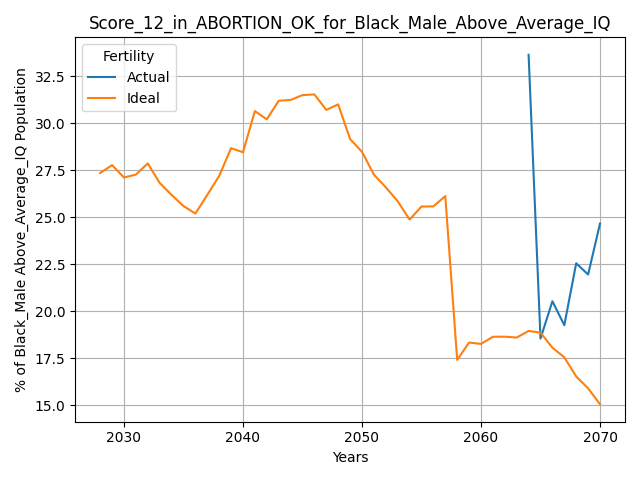 Score_12_in_ABORTION_OK_for_Black_Male_Above_Average_IQ
Fertility
Actual
Ideal
% of Black_Male Above_Average_IQ Population
32.5
30.0
27.5
25.0
22.5
20.0
17.5
15.0
2030 2040 2050 2060 2070
Years